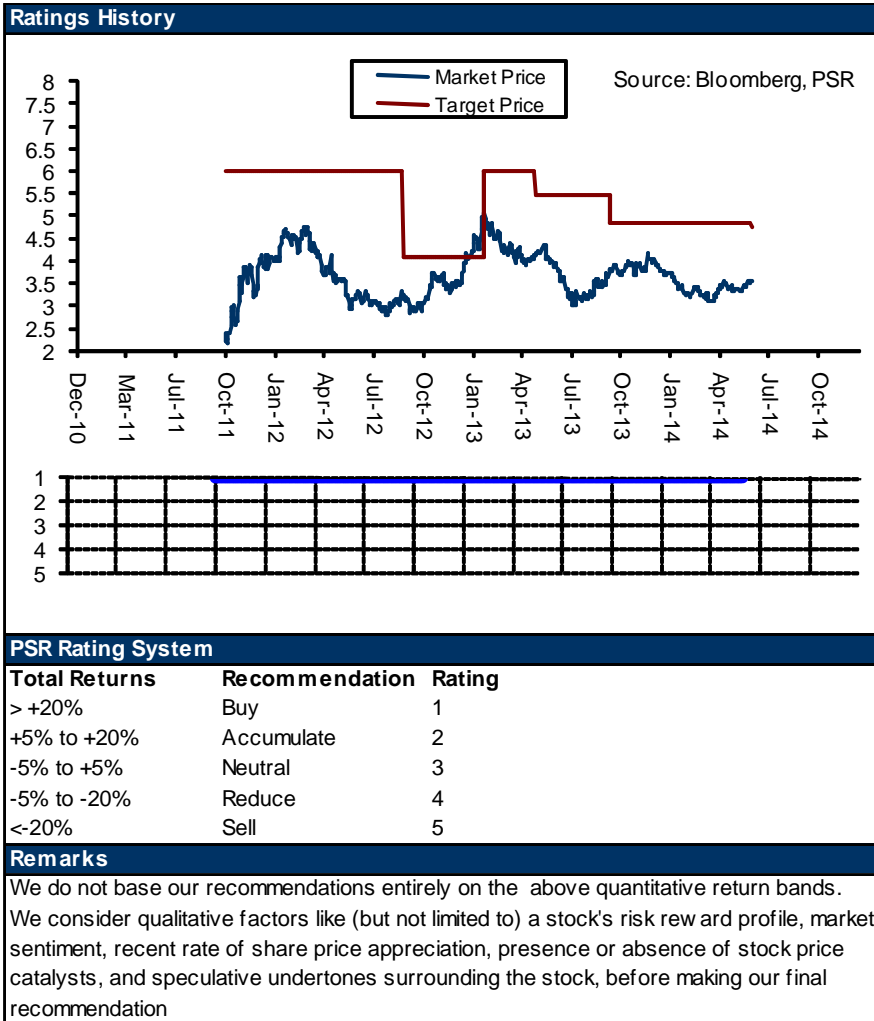 Ratings History
Market Price
Target Price
Source: Bloomberg, PSR
8
7.5
7
6.5
6
5.5
5
4.5
4
3.5
3
2.5
2
Dec-10
Mar-11
Jul-11
Oct-11
Jan-12
Apr-12
Jul-12
Oct-12
Jan-13
Apr-13
Jul-13
Oct-13
Jan-14
Apr-14
Jul-14
Oct-14
1
2
3
4
5
PSR Rating System
Total Returns Recommendation Rating
> +20% Buy 1
+5% to +20% Accumulate 2
-5% to +5% Neutral 3
-5% to -20% Reduce 4
<-20% Sell 5
Remarks
We do not base our recommendations entirely on the above quantitative return bands.
We consider qualitative factors like (but not limited to) a stock's risk reward profile, market
sentiment, recent rate of share price appreciation, presence or absence of stock price
catalysts, and speculative undertones surrounding the stock, before making our final
recommendation